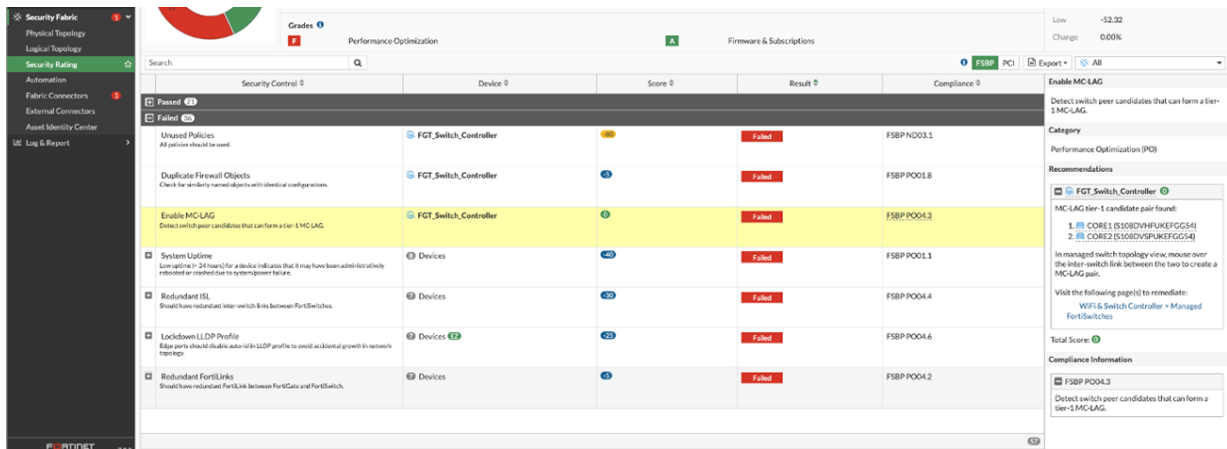 Security Fabric 1
Physical Topology
Logical Topology
Security Rating
Automation
Fabric Connectors 1
External Connectors
Asset Identity Center
Log & Report
FORTINET
Grades
F Performance Optimization A Firmware & Subscriptions
Low -52.32
Change 0.00%
Search
FSBP PCI Export All
Security Control Device Score Result Compliance
Passed 21
Failed 36
Unused Policies FGT_Switch_Controller Failed FSBP ND03.1
All policies should be used.
Duplicate Firewall Objects FGT_Switch_Controller -5 Failed FSBP PO01.8
Check for similarly named objects with identical configurations.
Enable MC-LAG FGT_Switch_Controller 0 Failed FSBP PO04.3
Detect switch peer candidates that can form a tier-1 MC-LAG.
System Uptime Devices -40 Failed FSBP PO01.1
Low uptime (< 24 hours) for a device indicates that it may have been administratively
rebooted or crashed due to system/power failure.
Redundant ISL 7 Devices -30 Failed FSBP PO04.4
Should have redundant inter-switch links between FortiSwitches.
Lockdown LLDP Profile 7 Devices EZ -25 Failed FSBP PO04.6
Edge ports should disable auto-isl in LLDP profile to avoid accidental growth in network
topology.
Redundant FortiLinks 7 Devices -5 Failed FSBP PO04.2
Should have redundant FortiLink between FortiGate and FortiSwitch.
57
Enable MC-LAG
Detect switch peer candidates that can form a tier-
1 MC-LAG.
Category
Performance Optimization (PO)
Recommendations
FGT_Switch_Controller 0
MC-LAG tier-1 candidate pair found:
1. CORE1 (S108DVHFUKEFGG54)
2. CORE2 (S108DVSPUKEFGG54)
In managed switch topology view, mouse over
the inter-switch link between the two to create a
MC-LAG pair.
Visit the following page(s) to remediate:
WiFi & Switch Controller > Managed
FortiSwitches
Total Score: 0
Compliance Information
FSBP PO04.3
Detect switch peer candidates that can form a
tier-1 MC-LAG.